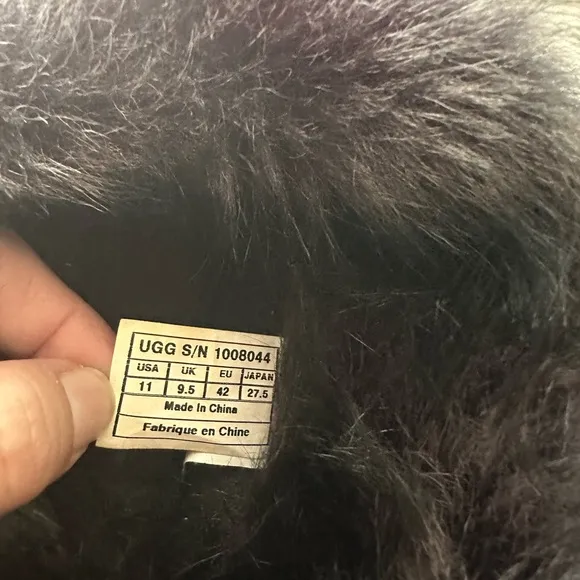 UGG S/N 1008044
USA UK EU JAPAN
11 9.5 42 27.5
Made In China
Fabrique en Chine